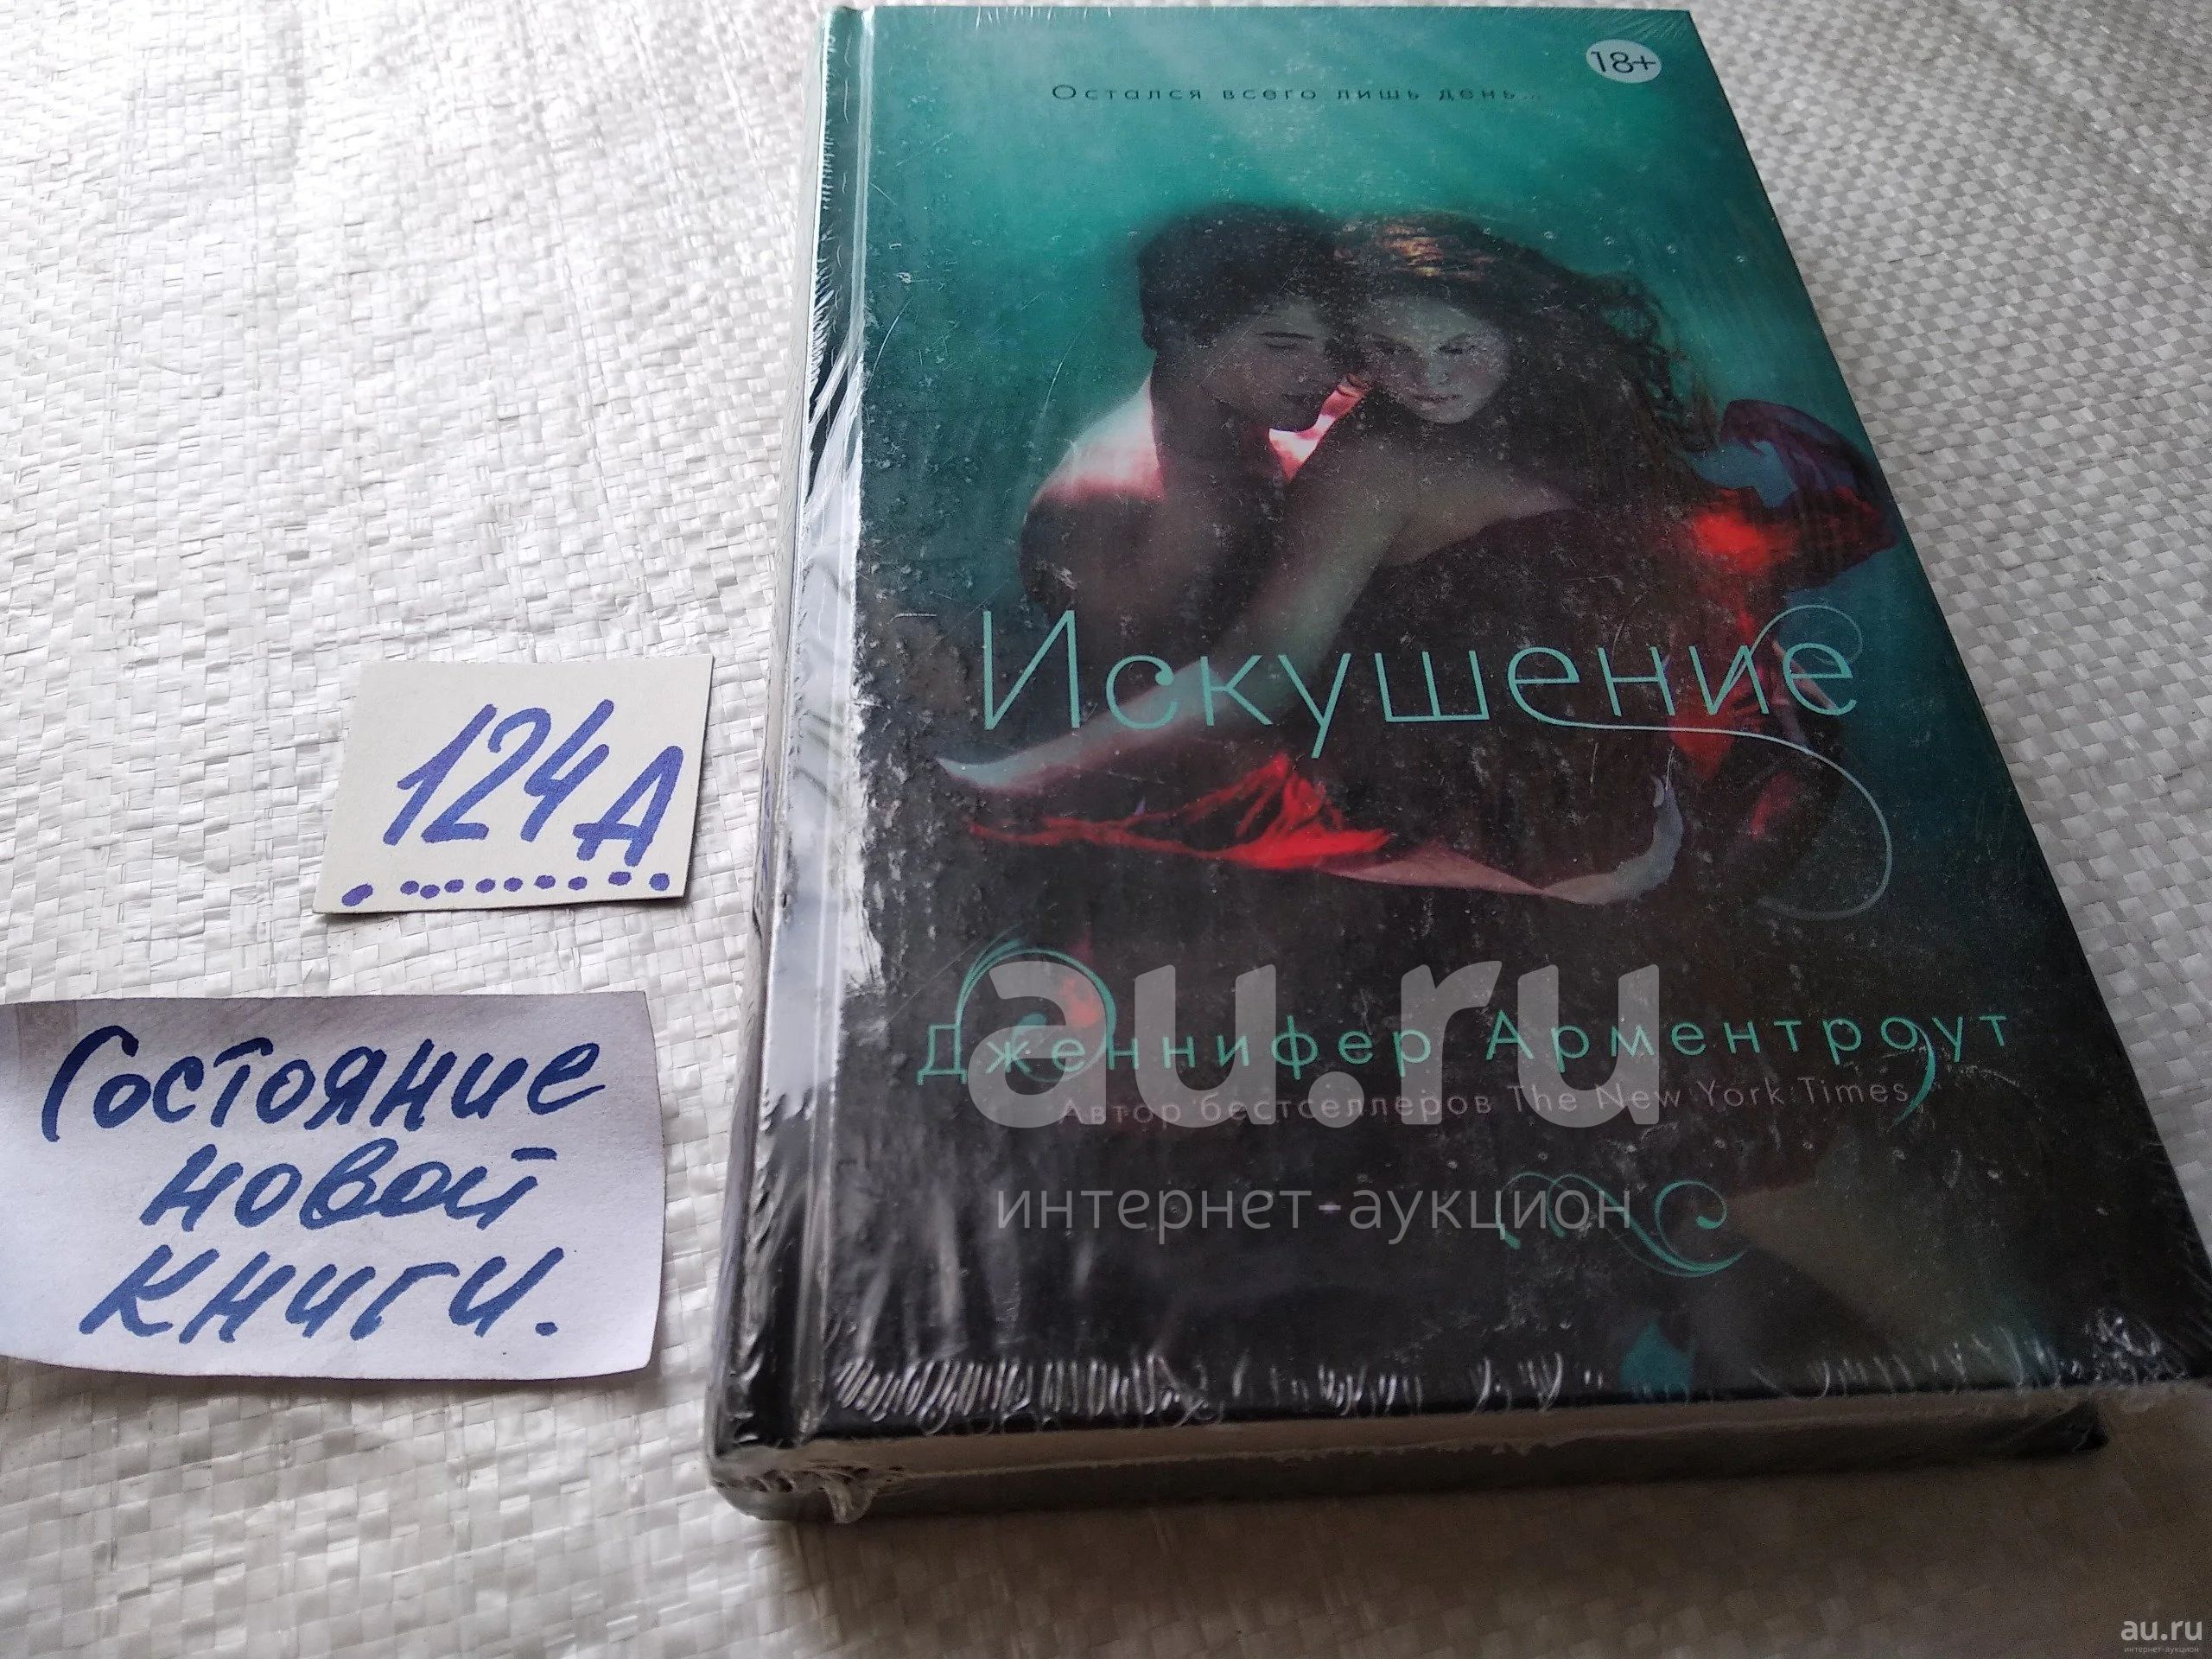 18+
Остался всего лишь день...
Искушение
124А
Дженнифер Арментроут
Автор бестселлеров The New York Times
Состояние
новой
книги.
au.ru
интернет-аукцион
au.ru
интернет-аукцион